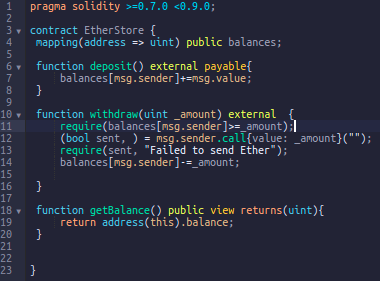 1 pragma solidity >=0.7.0 <0.9.0;
2
3 contract EtherStore {
4 mapping(address => uint) public balances;
5
6 function deposit() external payable{
7 balances[msg.sender]+=msg.value;
8 }
9
10 function withdraw(uint _amount) external {
11 require(balances[msg.sender]>=_amount);
12 (bool sent, ) = msg.sender.call{value: _amount}("");
13 require(sent, "Failed to send Ether");
14 balances[msg.sender]-=_amount;
15
16 }
17
18 function getBalance() public view returns(uint){
19 return address(this).balance;
20 }
21
22
23 }